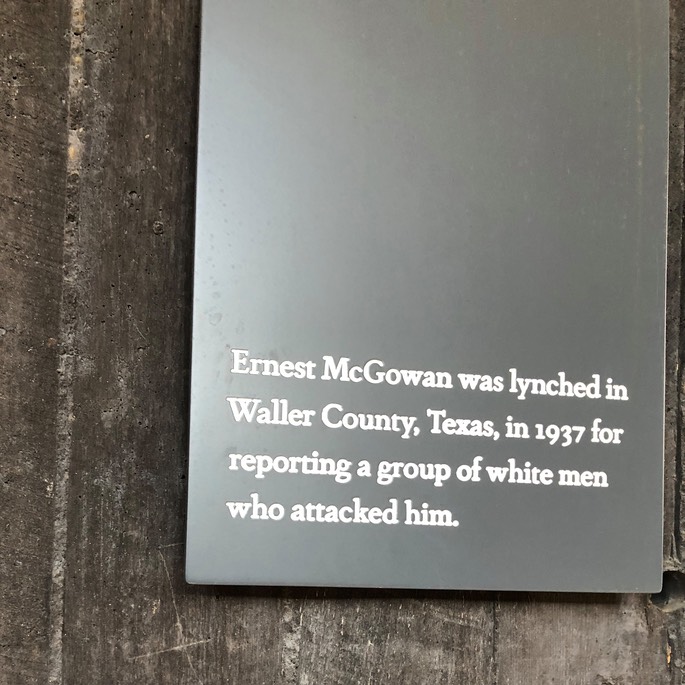 Ernest McGowan was lynched in
Waller County, Texas, in 1937 for
reporting a group of white men
who attacked him.